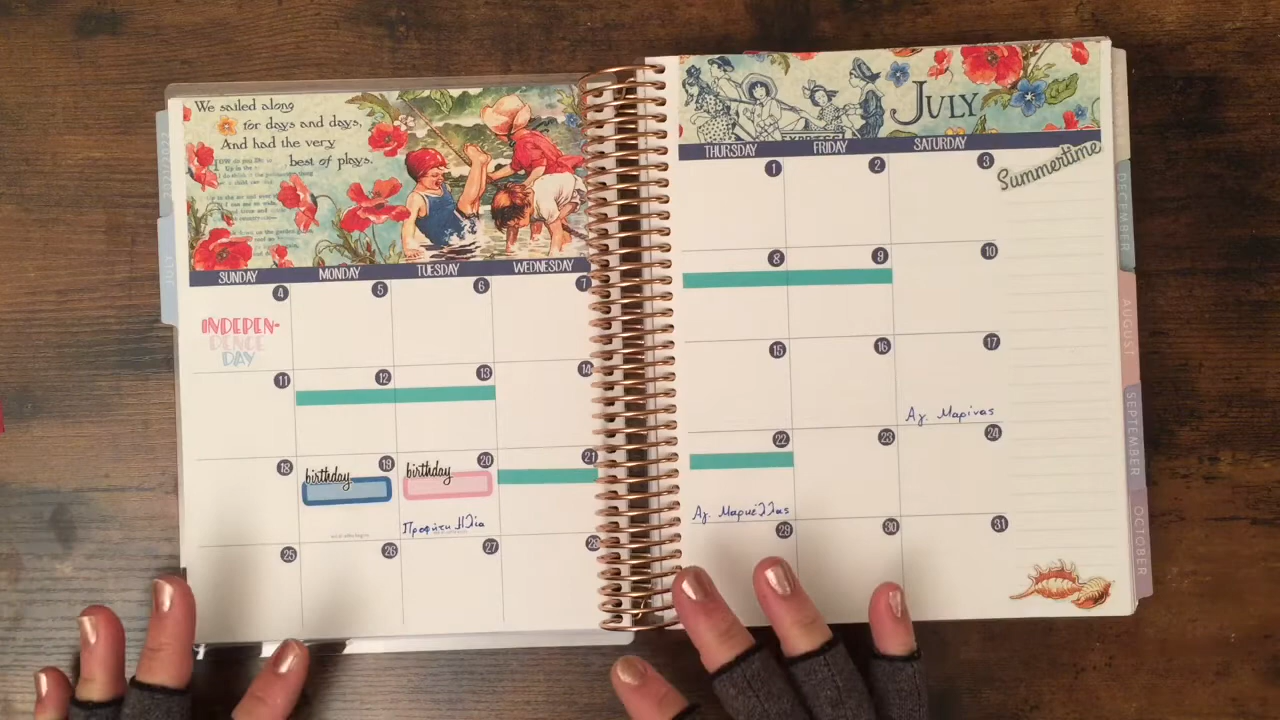 We sailed along
for days and days,
And had the very
best of plays.
JULY
SUNDAY MONDAY TUESDAY WEDNESDAY
THURSDAY FRIDAY SATURDAY
Summertime
1 2 3
4 5 6 7
INDEPEN-
DENCE
DAY
8 9 10
11 12 13 14
15 16 17
Αγ. Μαρίνας
18 19 20 21
birthday birthday
Προφήτη Ηλία
22 23 24
Αγ. Μαρκέλλας
25 26 27 28
29 30 31
JULY
DECEMBER
AUGUST
SEPTEMBER
OCTOBER